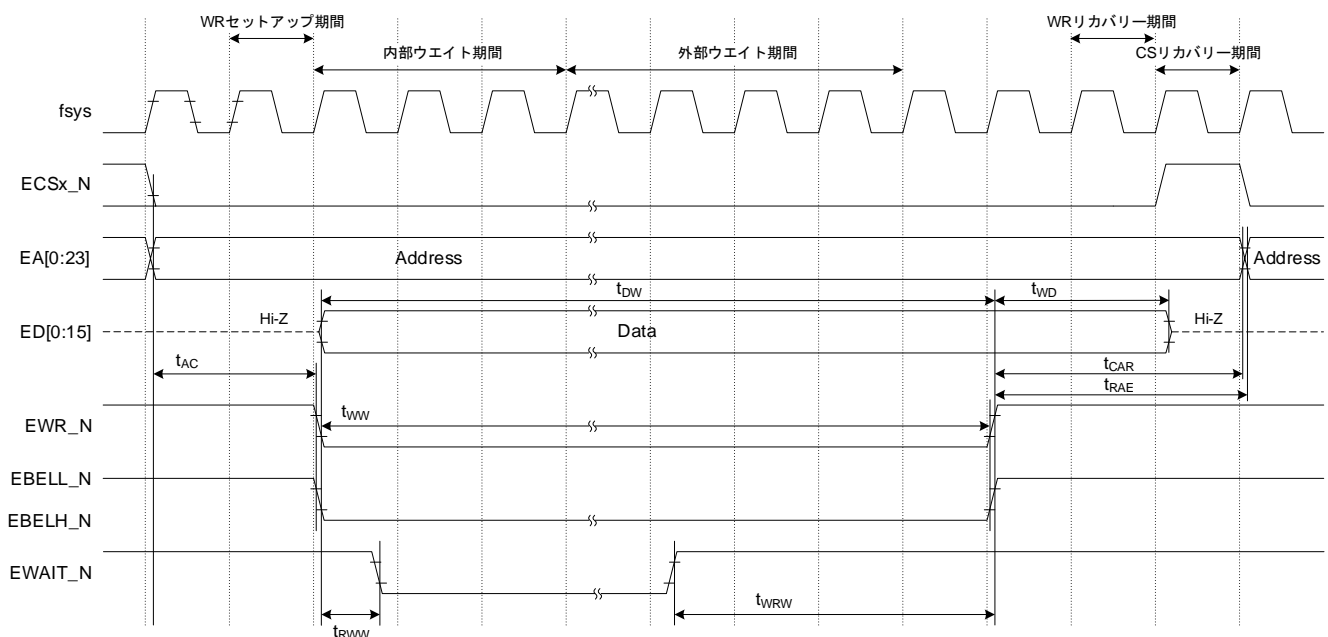 WRセットアップ期間
WRリカバリー期間
内部ウエイト期間
外部ウエイト期間
CSリカバリー期間
fsys
ECSx_N
EA[0:23]
Address
Address
tDW
tWD
ED[0:15]
Hi-Z
Data
Hi-Z
tAC
tCAR
tRAE
tWW
EWR_N
EBELL_N
EBELH_N
EWAIT_N
tWRW
tRWW